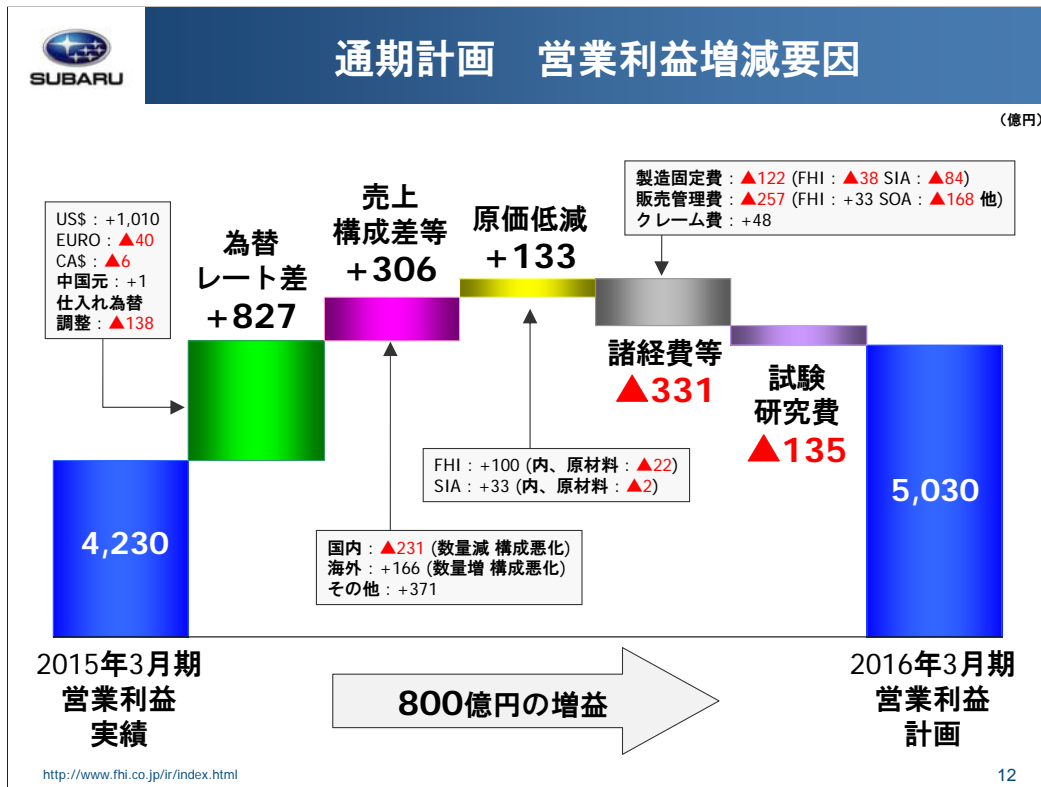 SUBARU
通期計画　営業利益増減要因
（億円）
US$：+1,010
EURO：▲40
CA$：▲6
中国元：+1
仕入れ為替
調整：▲138
為替
レート差
+827
売上
構成差等
+306
原価低減
+133
製造固定費：▲122 (FHI：▲38 SIA：▲84)
販売管理費：▲257 (FHI：+33 SOA：▲168 他)
クレーム費：+48
諸経費等
▲331
試験
研究費
▲135
FHI：+100 (内、原材料：▲22)
SIA：+33 (内、原材料：▲2)
国内：▲231 (数量減 構成悪化)
海外：+166 (数量増 構成悪化)
その他：+371
4,230
5,030
2015年3月期
営業利益
実績
800億円の増益
2016年3月期
営業利益
計画
http://www.fhi.co.jp/ir/index.html
12